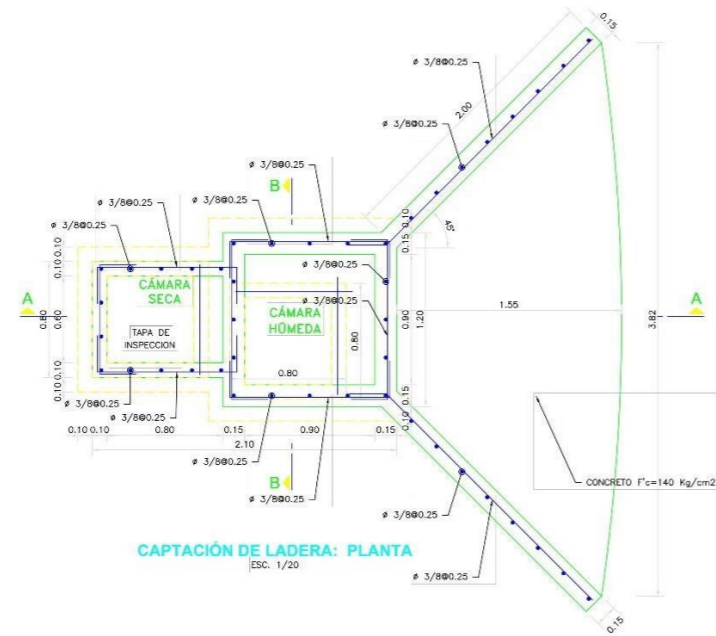 0.15
ø 3/8@0.25
2.00
ø 3/8@0.25
ø 3/8@0.25
B
ø 3/8@0.25
ø 3/8@0.25
ø 3/8@0.25
45°
0.10
0.15
0.10
0.10
ø 3/8@0.25
CÁMARA
SECA
CÁMARA
HÚMEDA
ø 3/8@0.25
A
0.80
0.60
TAPA DE
INSPECCION
0.80
0.80
0.90
1.20
1.55
3.82
A
0.10
0.10
ø 3/8@0.25
ø 3/8@0.25
0.15
0.10
0.10
0.10
0.80
0.15
0.90
0.15
2.10
B
ø 3/8@0.25
ø 3/8@0.25
ø 3/8@0.25
CONCRETO F'c=140 Kg/cm2
CAPTACIÓN DE LADERA: PLANTA
ESC. 1/20
ø 3/8@0.25
0.15